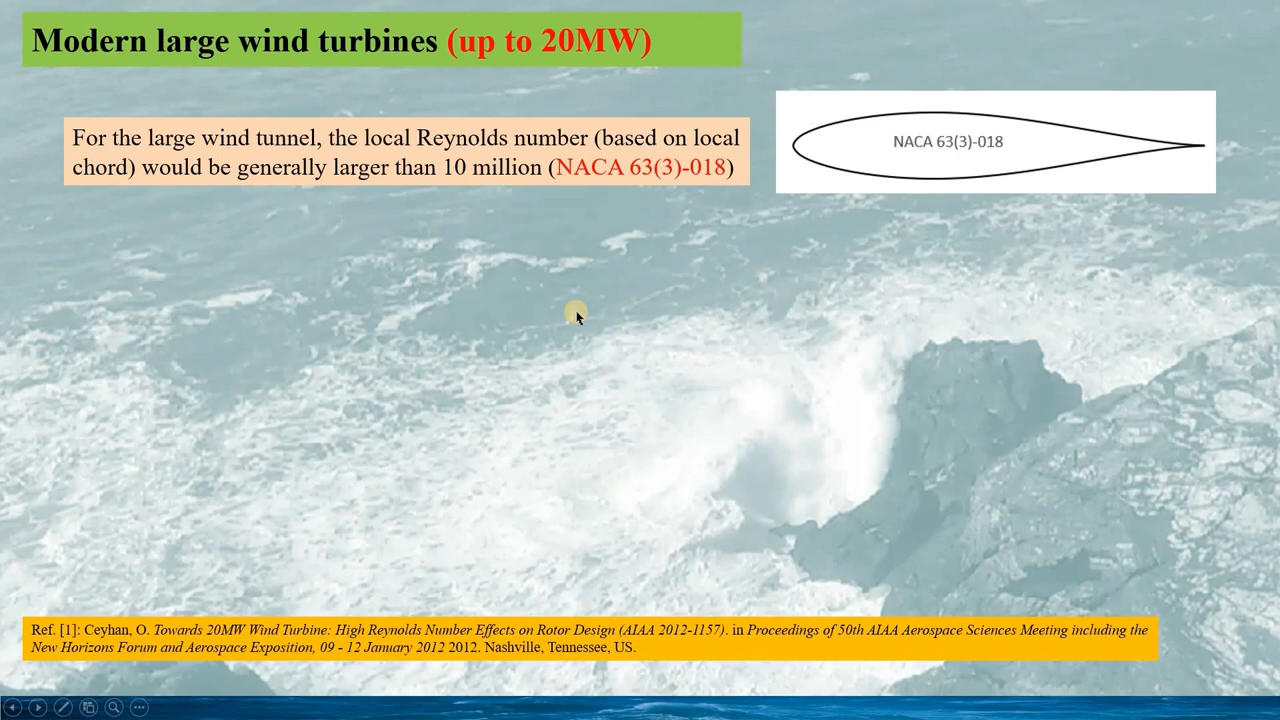 Modern large wind turbines (up to 20MW)
For the large wind tunnel, the local Reynolds number (based on local
chord) would be generally larger than 10 million (NACA 63(3)-018)
NACA 63(3)-018
Ref. [1]: Ceyhan, O. Towards 20MW Wind Turbine: High Reynolds Number Effects on Rotor Design (AIAA 2012-1157). in Proceedings of 50th AIAA Aerospace Sciences Meeting including the
New Horizons Forum and Aerospace Exposition, 09 - 12 January 2012 2012. Nashville, Tennessee, US.